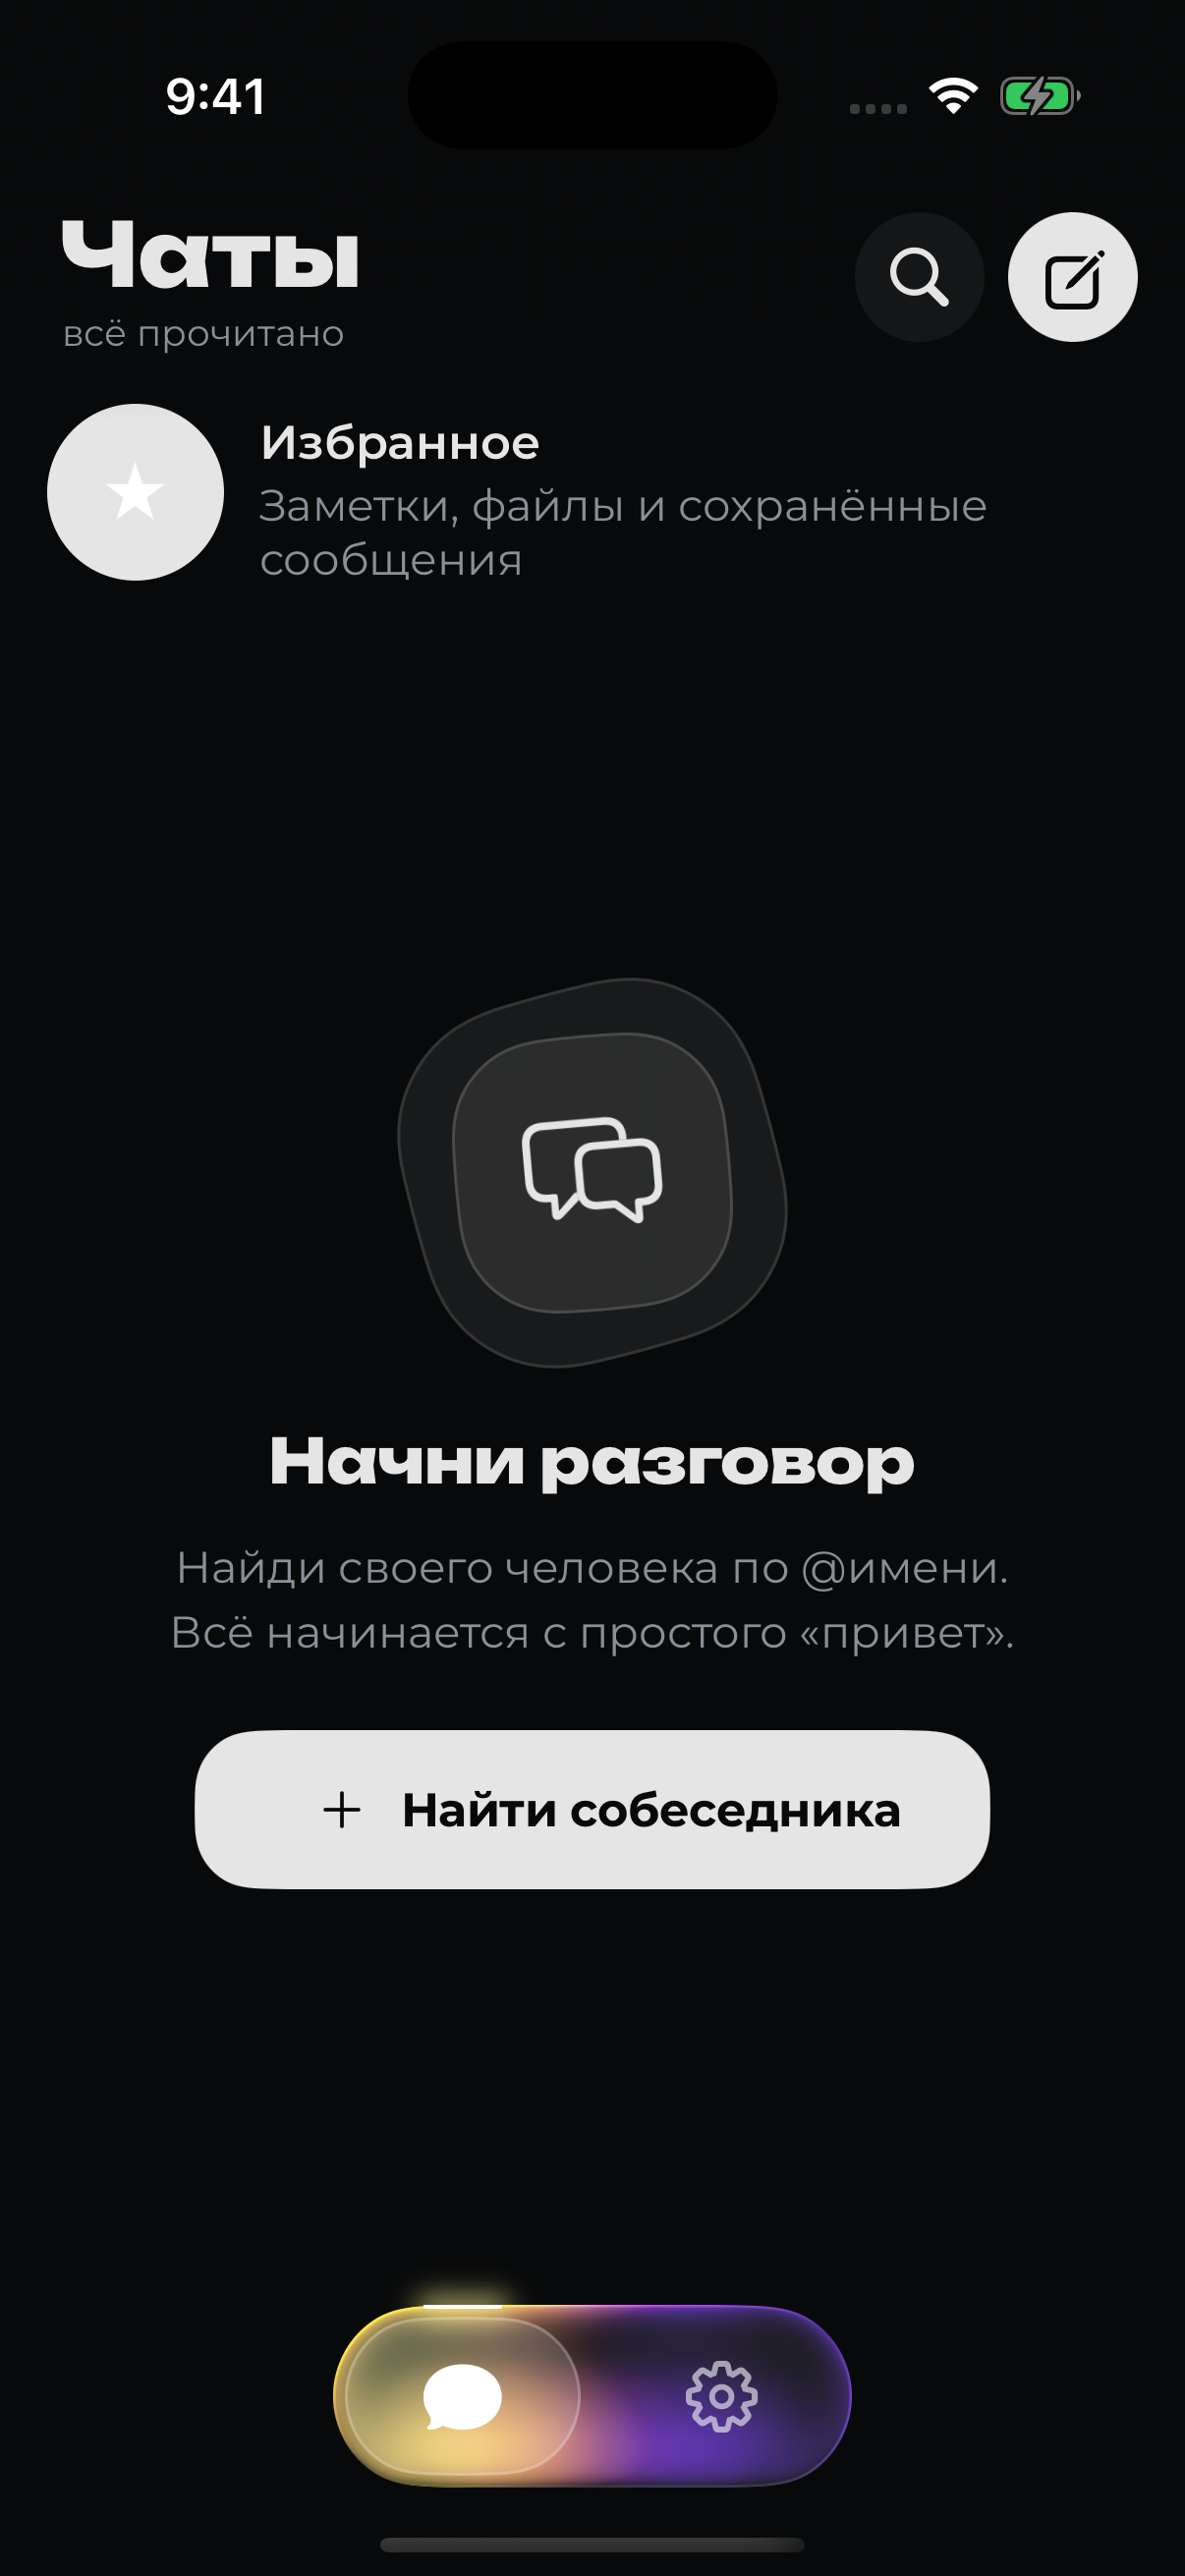 9:41
Чаты
всё прочитано
Избранное
Заметки, файлы и сохранённые
сообщения
Начни разговор
Найди своего человека по @имени.
Всё начинается с простого «привет».
Найти собеседника